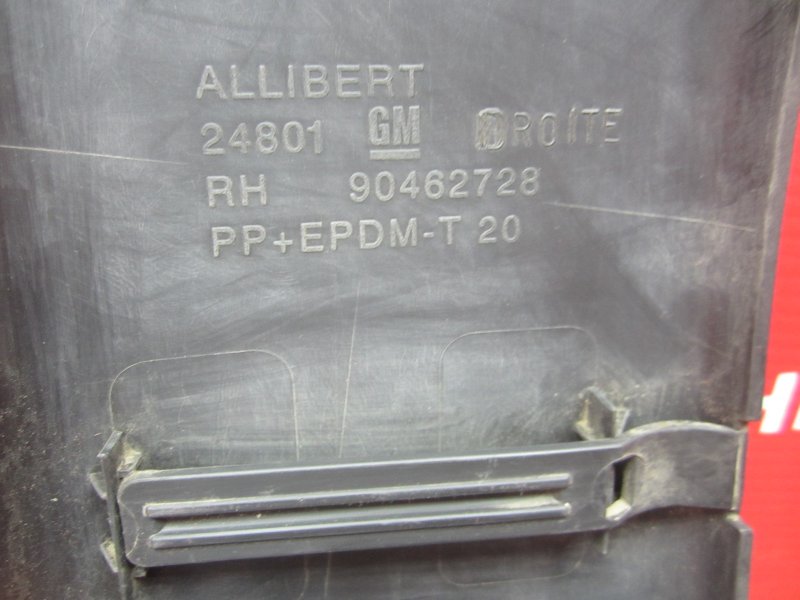 ALLIBERT
24801 GM DROITE
RH 90462728
PP+EPDM-T 20